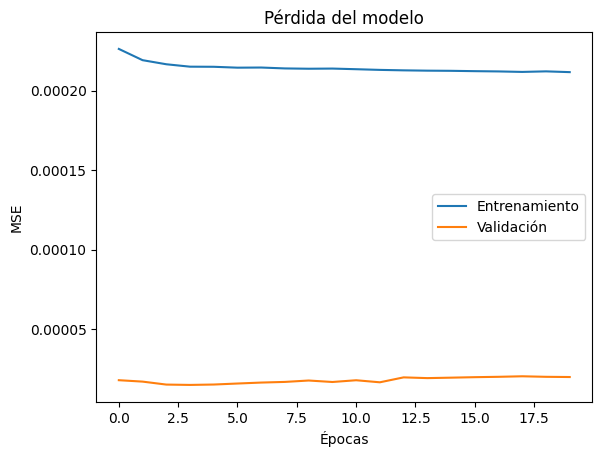 Pérdida del modelo
MSE
0.00020
0.00015
0.00010
0.00005
Entrenamiento
Validación
0.0 2.5 5.0 7.5 10.0 12.5 15.0 17.5
Épocas